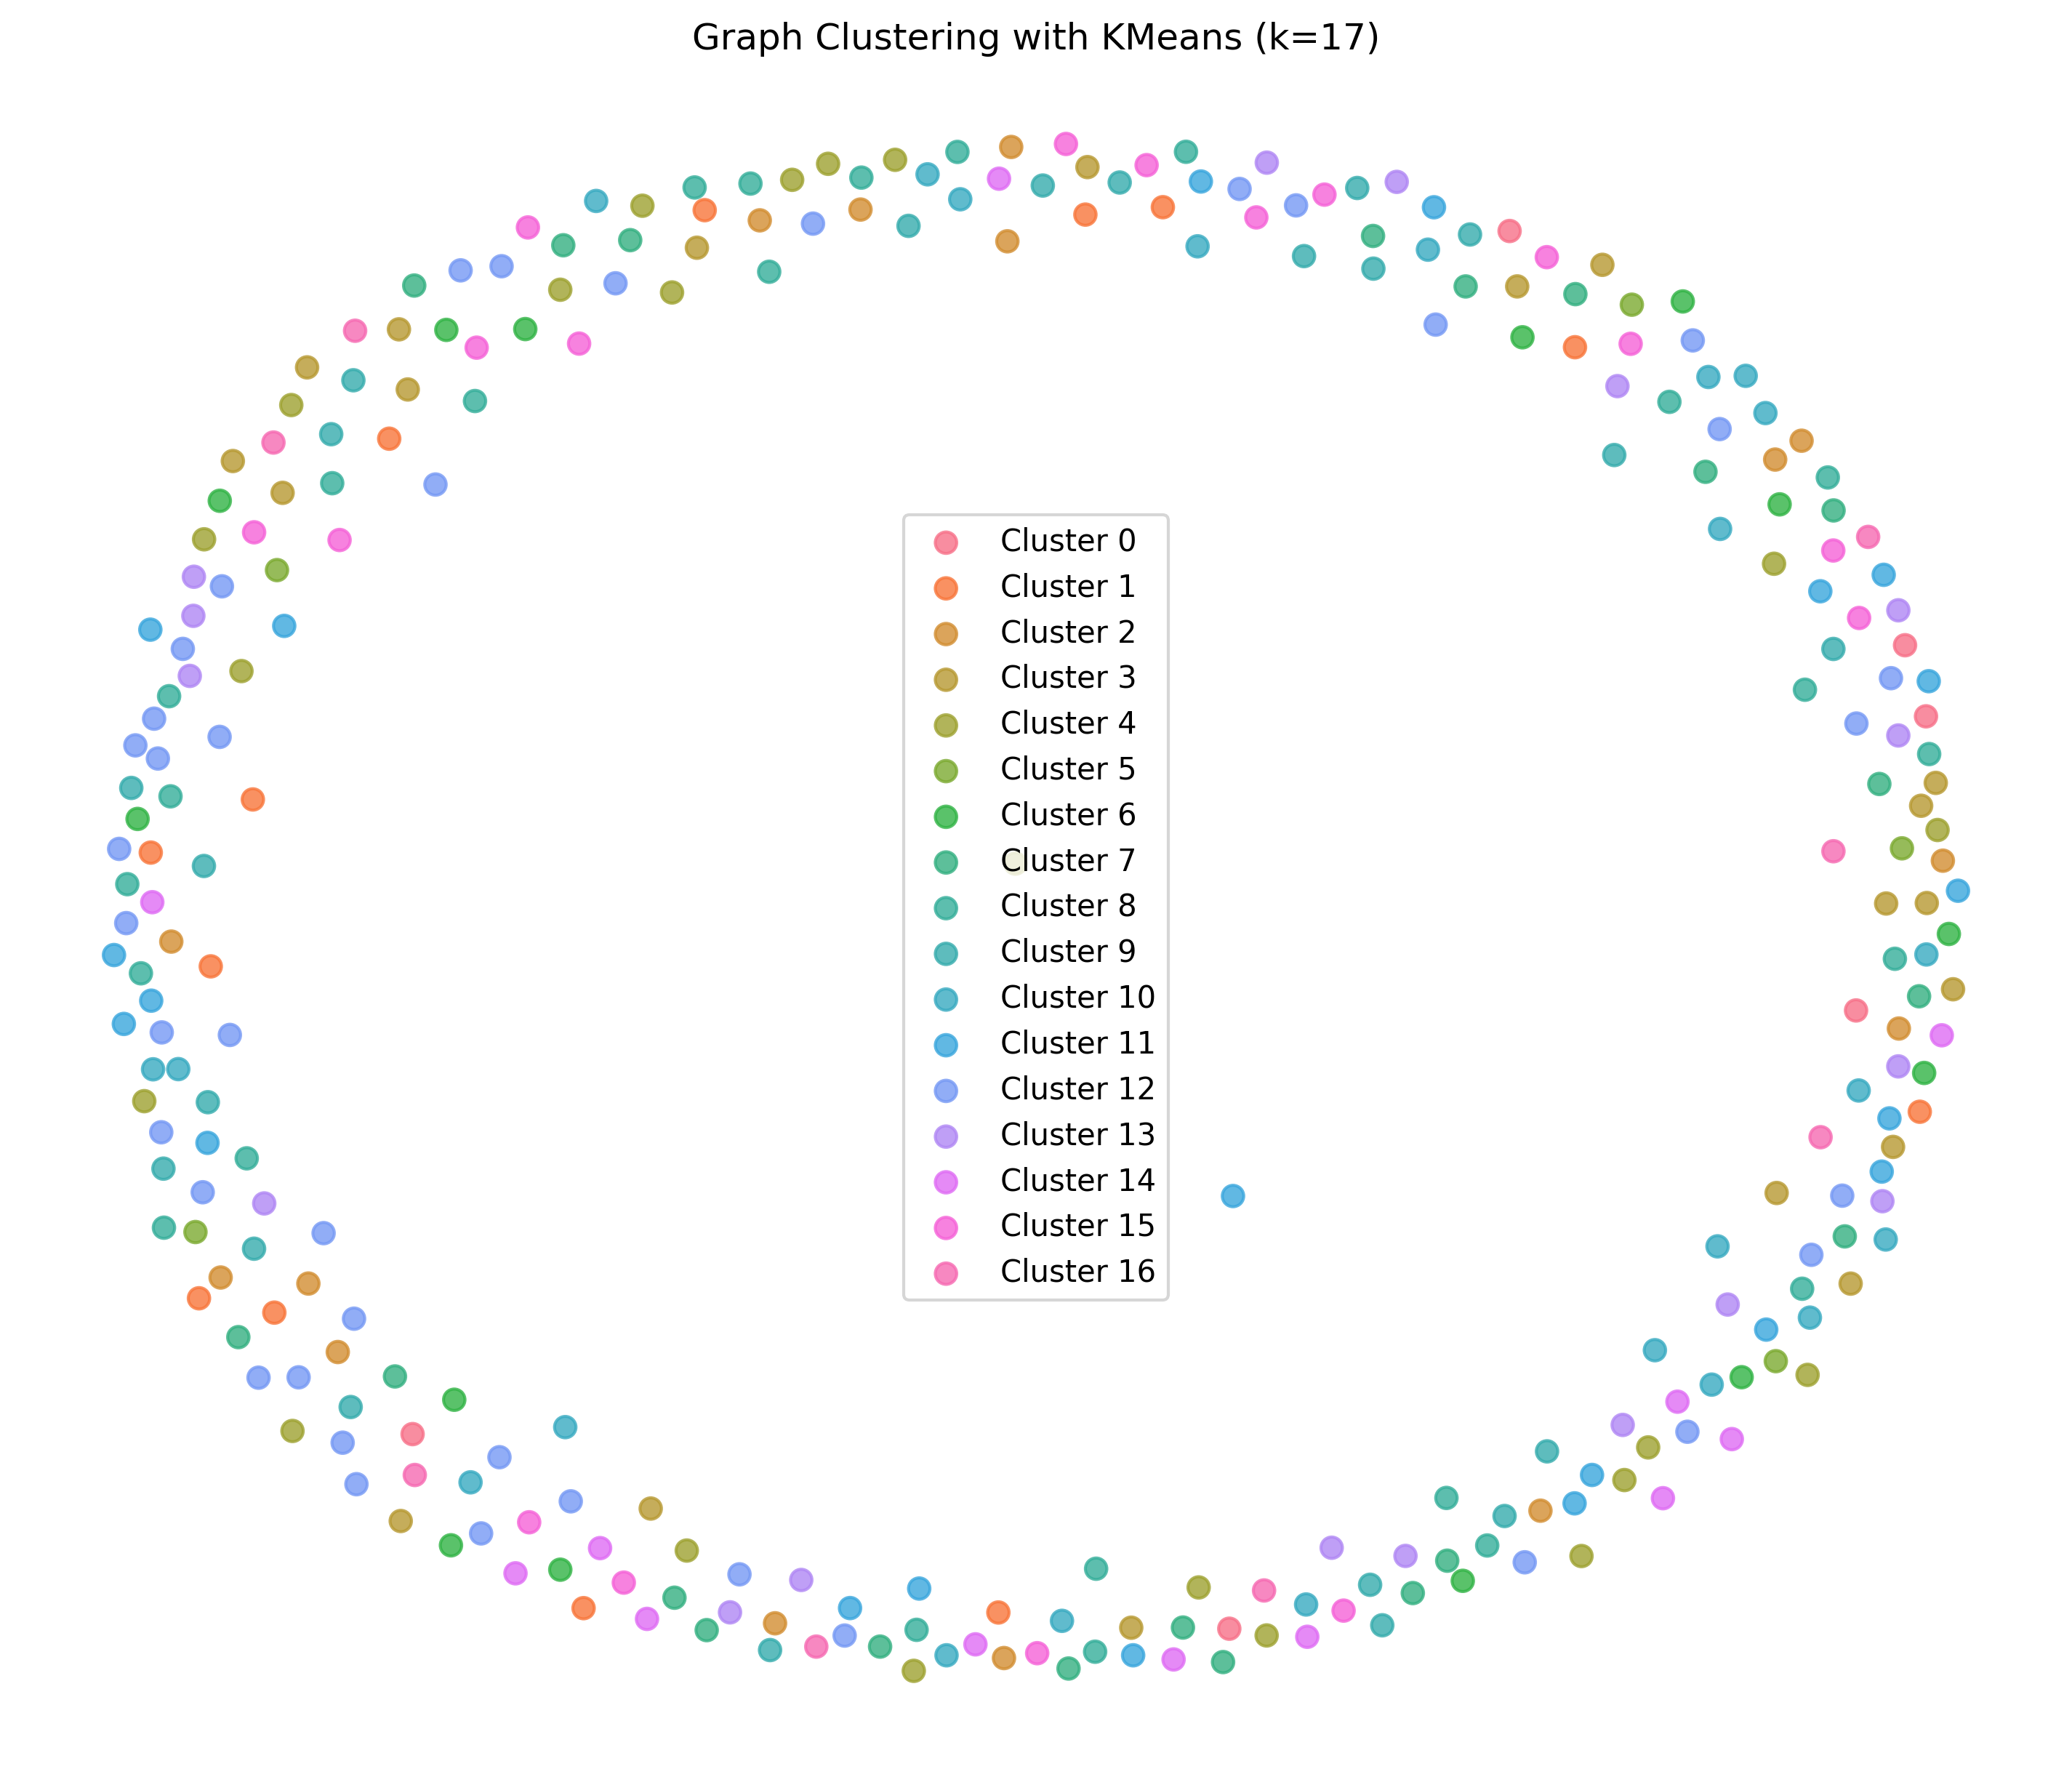 Graph Clustering with KMeans (k=17)
Cluster 0
Cluster 1
Cluster 2
Cluster 3
Cluster 4
Cluster 5
Cluster 6
Cluster 7
Cluster 8
Cluster 9
Cluster 10
Cluster 11
Cluster 12
Cluster 13
Cluster 14
Cluster 15
Cluster 16